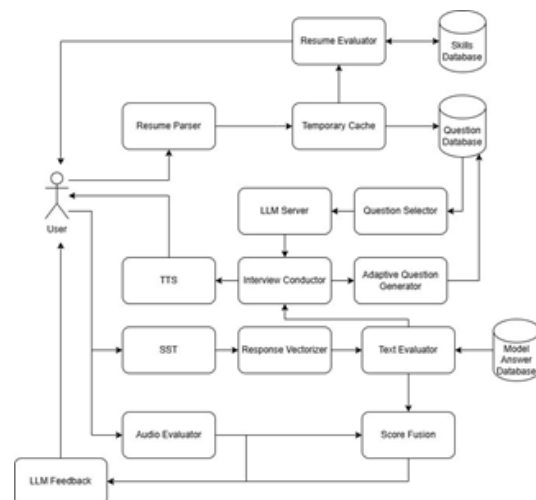 Resume Evaluator
Skills
Database
Resume Parser
Temporary Cache
Question
Database
User
LLM Server
Question Selector
TTS
Interview Conductor
Adaptive Question
Generator
SST
Response Vectorizer
Text Evaluator
Model
Answer
Database
Audio Evaluator
Score Fusion
LLM Feedback